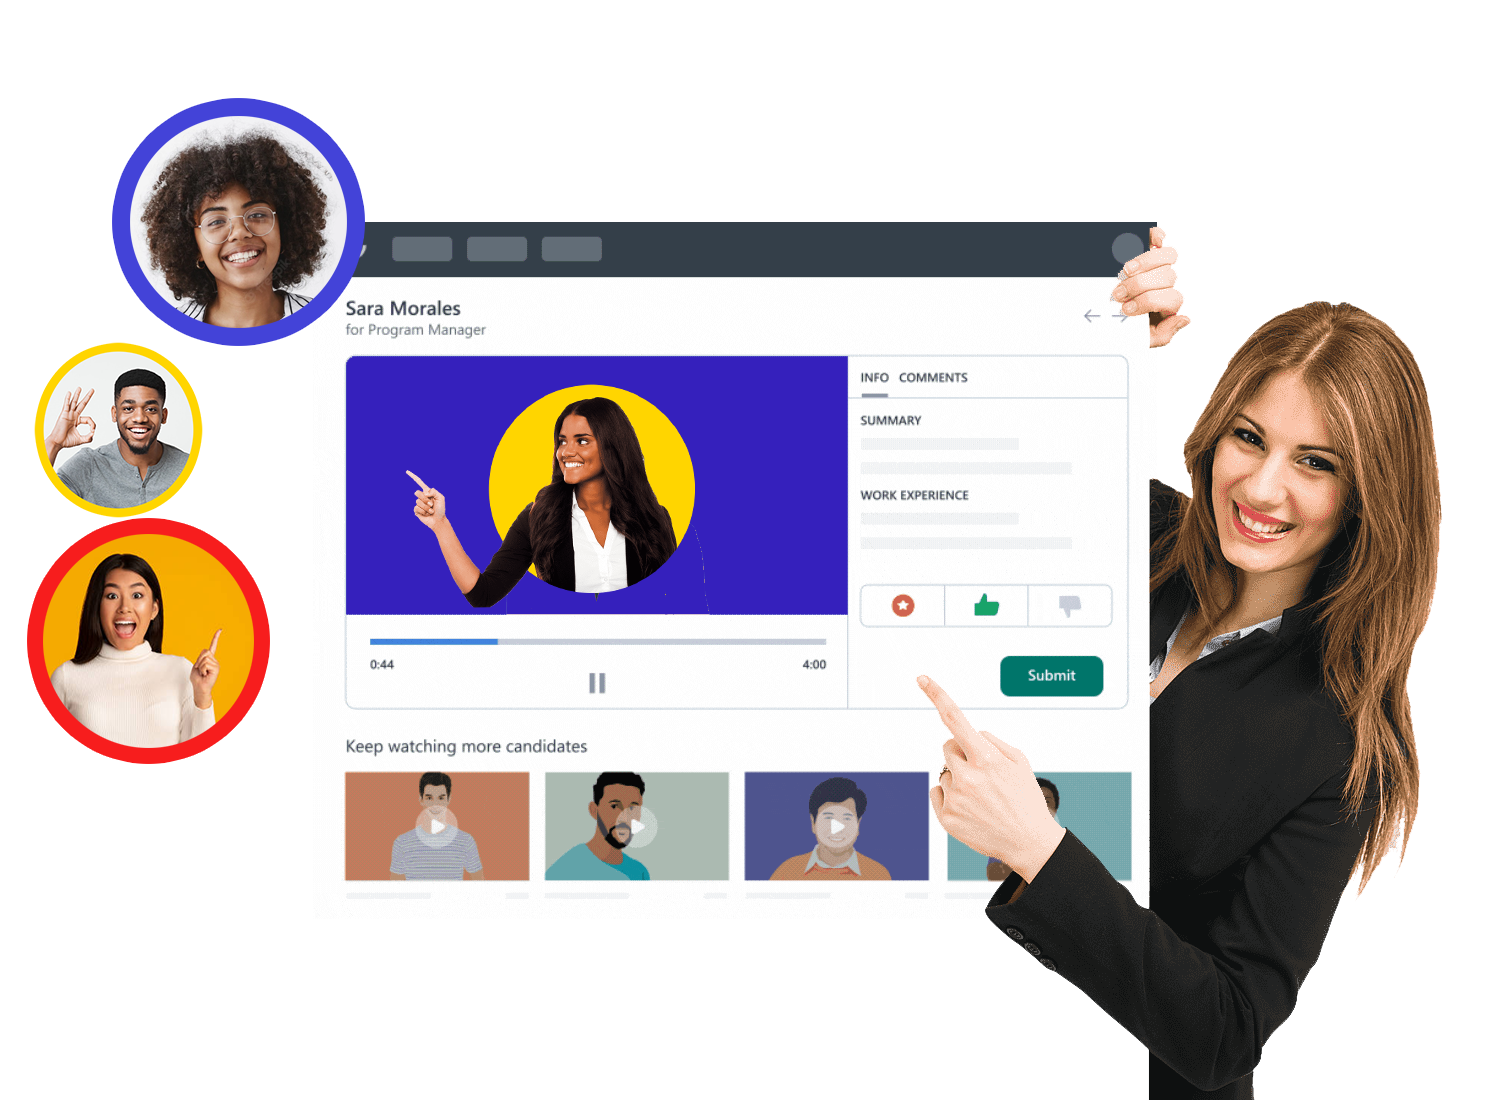 Sara Morales
for Program Manager
INFO COMMENTS
SUMMARY
WORK EXPERIENCE
0:44
4:00
Submit
Keep watching more candidates